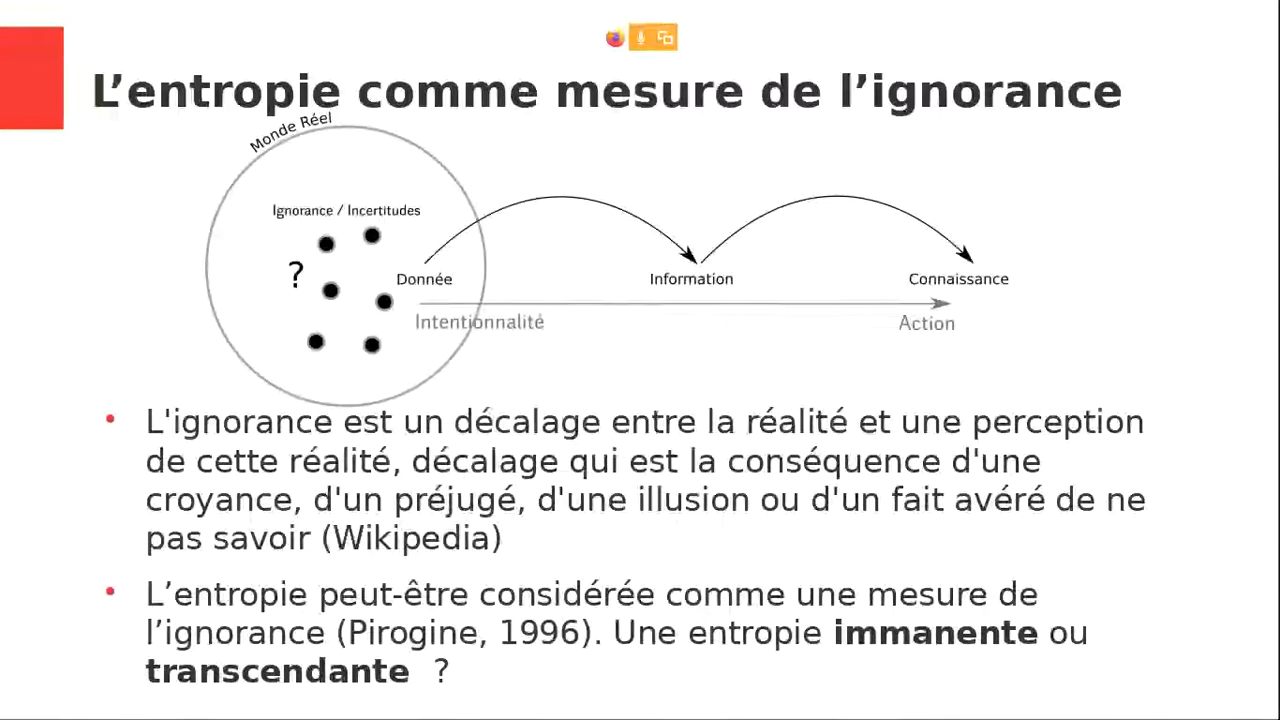 L’entropie comme mesure de l’ignorance
Monde Réel
Ignorance / Incertitudes
?
Donnée
Information
Connaissance
Intentionnalité
Action
• L'ignorance est un décalage entre la réalité et une perception
de cette réalité, décalage qui est la conséquence d'une
croyance, d'un préjugé, d'une illusion ou d'un fait avéré de ne
pas savoir (Wikipedia)
• L’entropie peut-être considérée comme une mesure de
l’ignorance (Pirogine, 1996). Une entropie immanente ou
transcendante ?